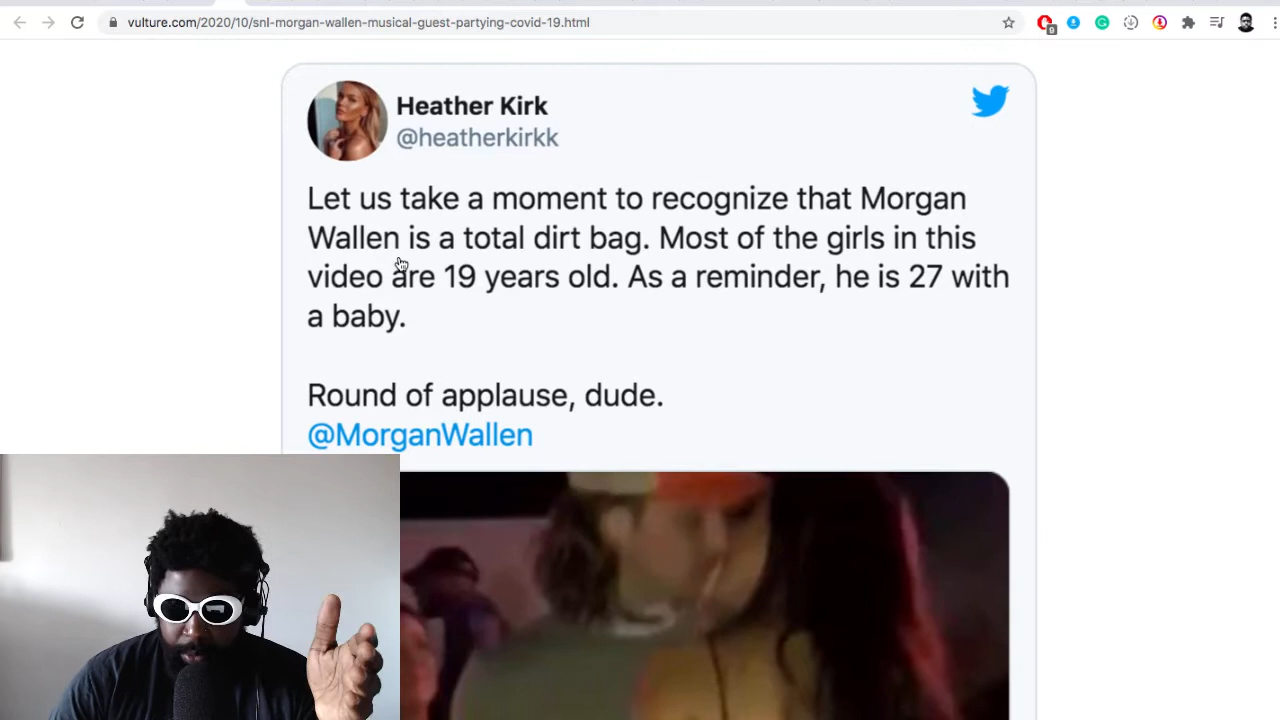 vulture.com/2020/10/snl-morgan-wallen-musical-guest-partying-covid-19.html
9
Heather Kirk
@heatherkirkk
Let us take a moment to recognize that Morgan
Wallen is a total dirt bag. Most of the girls in this
video are 19 years old. As a reminder, he is 27 with
a baby.
Round of applause, dude.
@MorganWallen